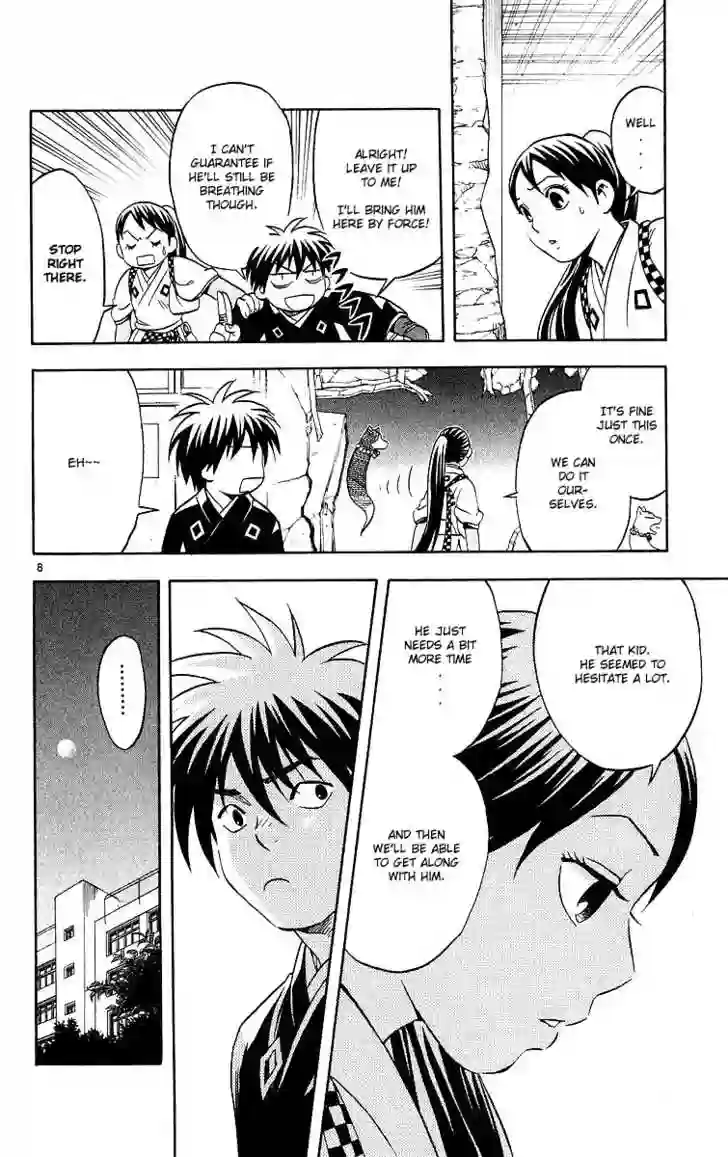 WELL
. . .
ALRIGHT!
LEAVE IT UP
TO ME!
I'LL BRING HIM
HERE BY FORCE!
I CAN'T
GUARANTEE IF
HE'LL STILL BE
BREATHING
THOUGH.
STOP
RIGHT
THERE.
IT'S FINE
JUST THIS
ONCE.
WE CAN
DO IT
OUR-
SELVES.
EH~~
8
THAT KID.
HE SEEMED TO
HESITATE A LOT.
HE JUST
NEEDS A BIT
MORE TIME
. . .
AND THEN
WE'LL BE ABLE
TO GET ALONG
WITH HIM.
........